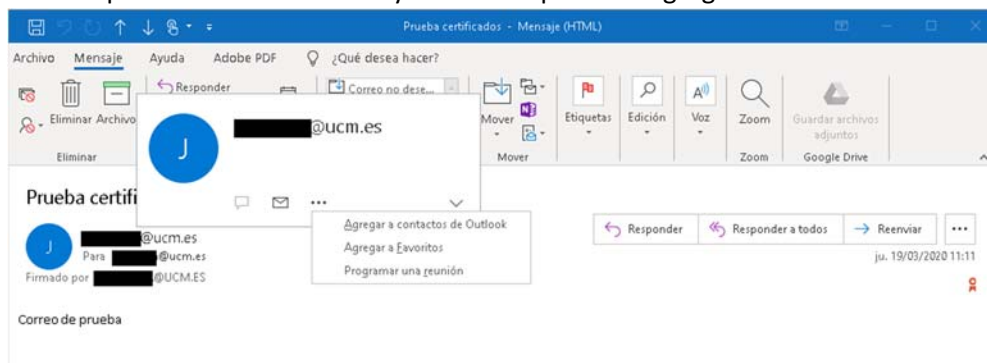 Prueba certificados - Mensaje (HTML)
Archivo Mensaje Ayuda Adobe PDF ¿Qué desea hacer?
Responder
Correo no dese...
Eliminar Archivo
Mover
Etiquetas
Edición
Voz
Zoom
Guardar archivos adjuntos
Eliminar
Mover
Zoom
Google Drive
J
@ucm.es
Agregar a contactos de Outlook
Agregar a Favoritos
Programar una reunión
Prueba certifi
Responder
Responder a todos
Reenviar
J
@ucm.es
Para @ucm.es
ju. 19/03/2020 11:11
Firmado por @UCM.ES
Correo de prueba